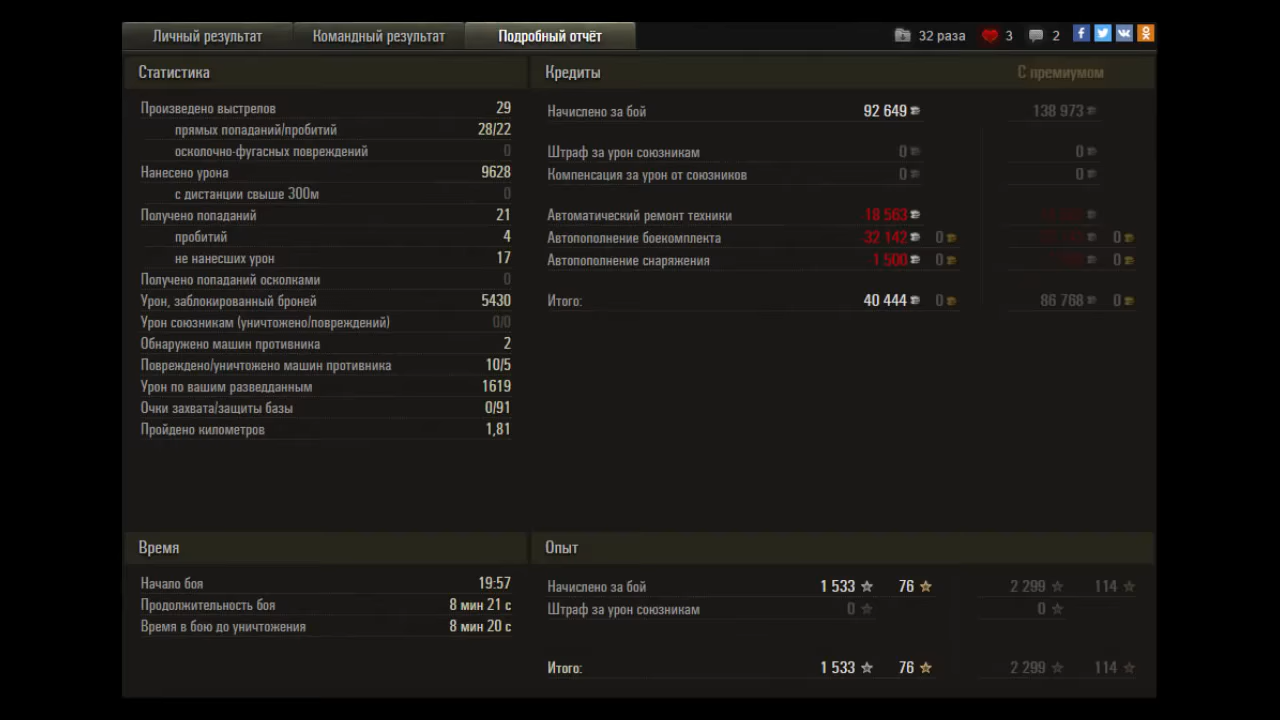 Личный результат Командный результат Подробный отчёт 32 раза 3 2
Статистика
Произведено выстрелов 29
прямых попаданий/пробитий 28/22
осколочно-фугасных повреждений 0
Нанесено урона 9628
с дистанции свыше 300м 0
Получено попаданий 21
пробитий 4
не нанесших урон 17
Получено попаданий осколками 0
Урон, заблокированный броней 5430
Урон союзникам (уничтожено/повреждений) 0/0
Обнаружено машин противника 2
Повреждено/уничтожено машин противника 10/5
Урон по вашим разведданным 1619
Очки захвата/защиты базы 0/91
Пройдено километров 1,81
Кредиты С премиумом
Начислено за бой 92 649 138 973
Штраф за урон союзникам 0 0
Компенсация за урон от союзников 0 0
Автоматический ремонт техники -18 563
Автопополнение боекомплекта 32 142 0 0
Автопополнение снаряжения -1 500 0 0
Итого: 40 444 0 86 768 0
Время
Начало боя 19:57
Продолжительность боя 8 мин 21 с
Время в бою до уничтожения 8 мин 20 с
Опыт
Начислено за бой 1 533 76 2 299 114
Штраф за урон союзникам 0 0
Итого: 1 533 76 2 299 114